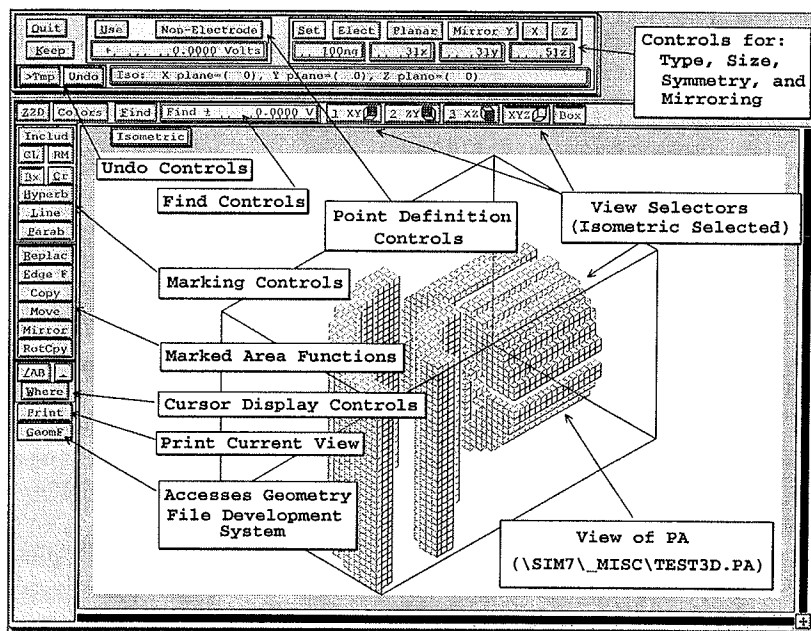 Quit Use Non-Electrode Set Elect Planar Mirror Y X Z
Keep +. . . . 0.0000 Volts 100ng 31x 31y 51z
>Tmp Undo Iso: X plane=( 0), Y plane=( 0), Z plane=( 0)
Controls for:
Type, Size,
Symmetry, and
Mirroring
Z2D Colors Find Find ± . . . 0.0000 V 1 XY 2 ZY 3 XZ XYZ Box
Includ
Isometric
CL RM
Bx Cr
Hyperb
Line
Parab
Replac
Edge F
Copy
Move
Mirror
RotCpy
/AB .
Where
Print
GeomF
Undo Controls
Find Controls
Point Definition
Controls
View Selectors
(Isometric Selected)
Marking Controls
Marked Area Functions
Cursor Display Controls
Print Current View
Accesses Geometry
File Development
System
View of PA
(\SIM7\_MISC\TEST3D.PA)